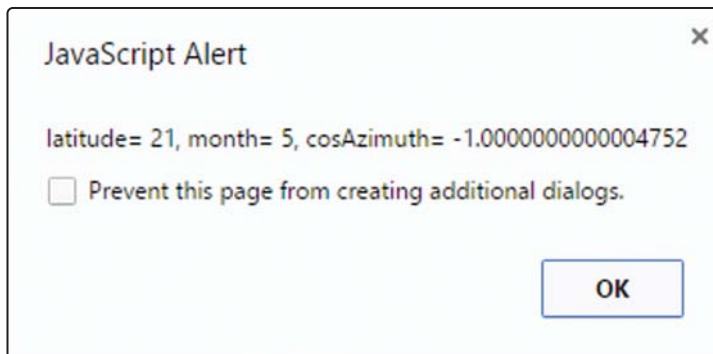 JavaScript Alert
latitude= 21, month= 5, cosAzimuth= -1.0000000000004752
Prevent this page from creating additional dialogs.
OK